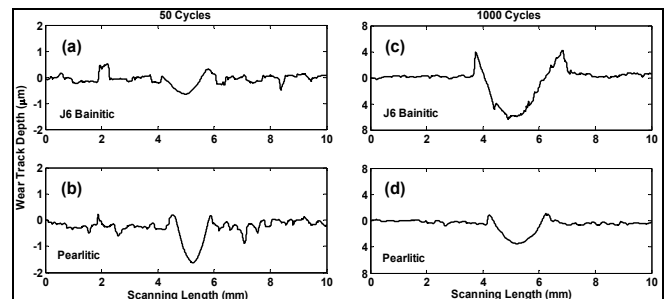 50 Cycles
1000 Cycles
Wear Track Depth (μm)
2
1
0
-1
-2
(a)
J6 Bainitic
0 2 4 6 8 10
8
4
0
4
8
(c)
J6 Bainitic
0 2 4 6 8 10
2
1
0
-1
-2
(b)
Pearlitic
0 2 4 6 8 10
Scanning Length (mm)
8
4
0
4
8
(d)
Pearlitic
0 2 4 6 8 10
Scanning Length (mm)